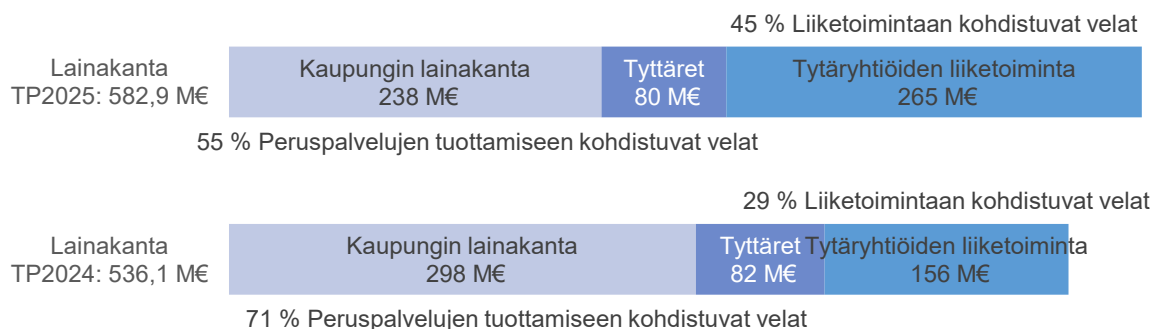 45 % Liiketoimintaan kohdistuvat velat
Lainakanta
TP2025: 582,9 M€
Kaupungin lainakanta
238 M€
Tyttäret
80 M€
Tytäryhtiöiden liiketoiminta
265 M€
55 % Peruspalvelujen tuottamiseen kohdistuvat velat
29 % Liiketoimintaan kohdistuvat velat
Lainakanta
TP2024: 536,1 M€
Kaupungin lainakanta
298 M€
Tyttäret
82 M€
Tytäryhtiöiden liiketoiminta
156 M€
71 % Peruspalvelujen tuottamiseen kohdistuvat velat